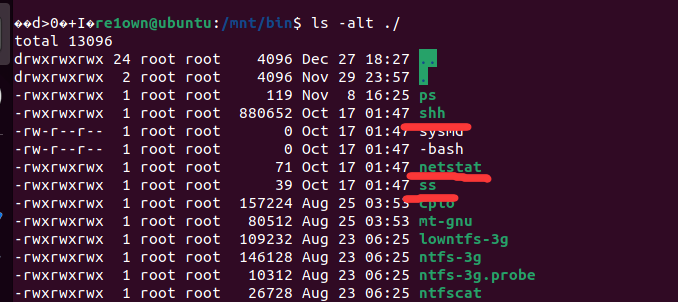 ��d>0�+I�re1own@ubuntu:/mnt/bin$ ls -alt ./
total 13096
drwxrwxrwx 24 root root 4096 Dec 27 18:27 ..
drwxrwxrwx 2 root root 4096 Nov 29 23:57 .
-rwxrwxrwx 1 root root 119 Nov 8 16:25 ps
-rwxrwxrwx 1 root root 880652 Oct 17 01:47 shh
-rw-r--r-- 1 root root 0 Oct 17 01:47 sysMd
-rw-r--r-- 1 root root 0 Oct 17 01:47 -bash
-rwxrwxrwx 1 root root 71 Oct 17 01:47 netstat
-rwxrwxrwx 1 root root 39 Oct 17 01:47 ss
-rwxrwxrwx 1 root root 157224 Aug 25 03:53 cpio
-rwxrwxrwx 1 root root 80512 Aug 25 03:53 mt-gnu
-rwxrwxrwx 1 root root 109232 Aug 23 06:25 lowntfs-3g
-rwxrwxrwx 1 root root 146128 Aug 23 06:25 ntfs-3g
-rwxrwxrwx 1 root root 10312 Aug 23 06:25 ntfs-3g.probe
-rwxrwxrwx 1 root root 26728 Aug 23 06:25 ntfscat